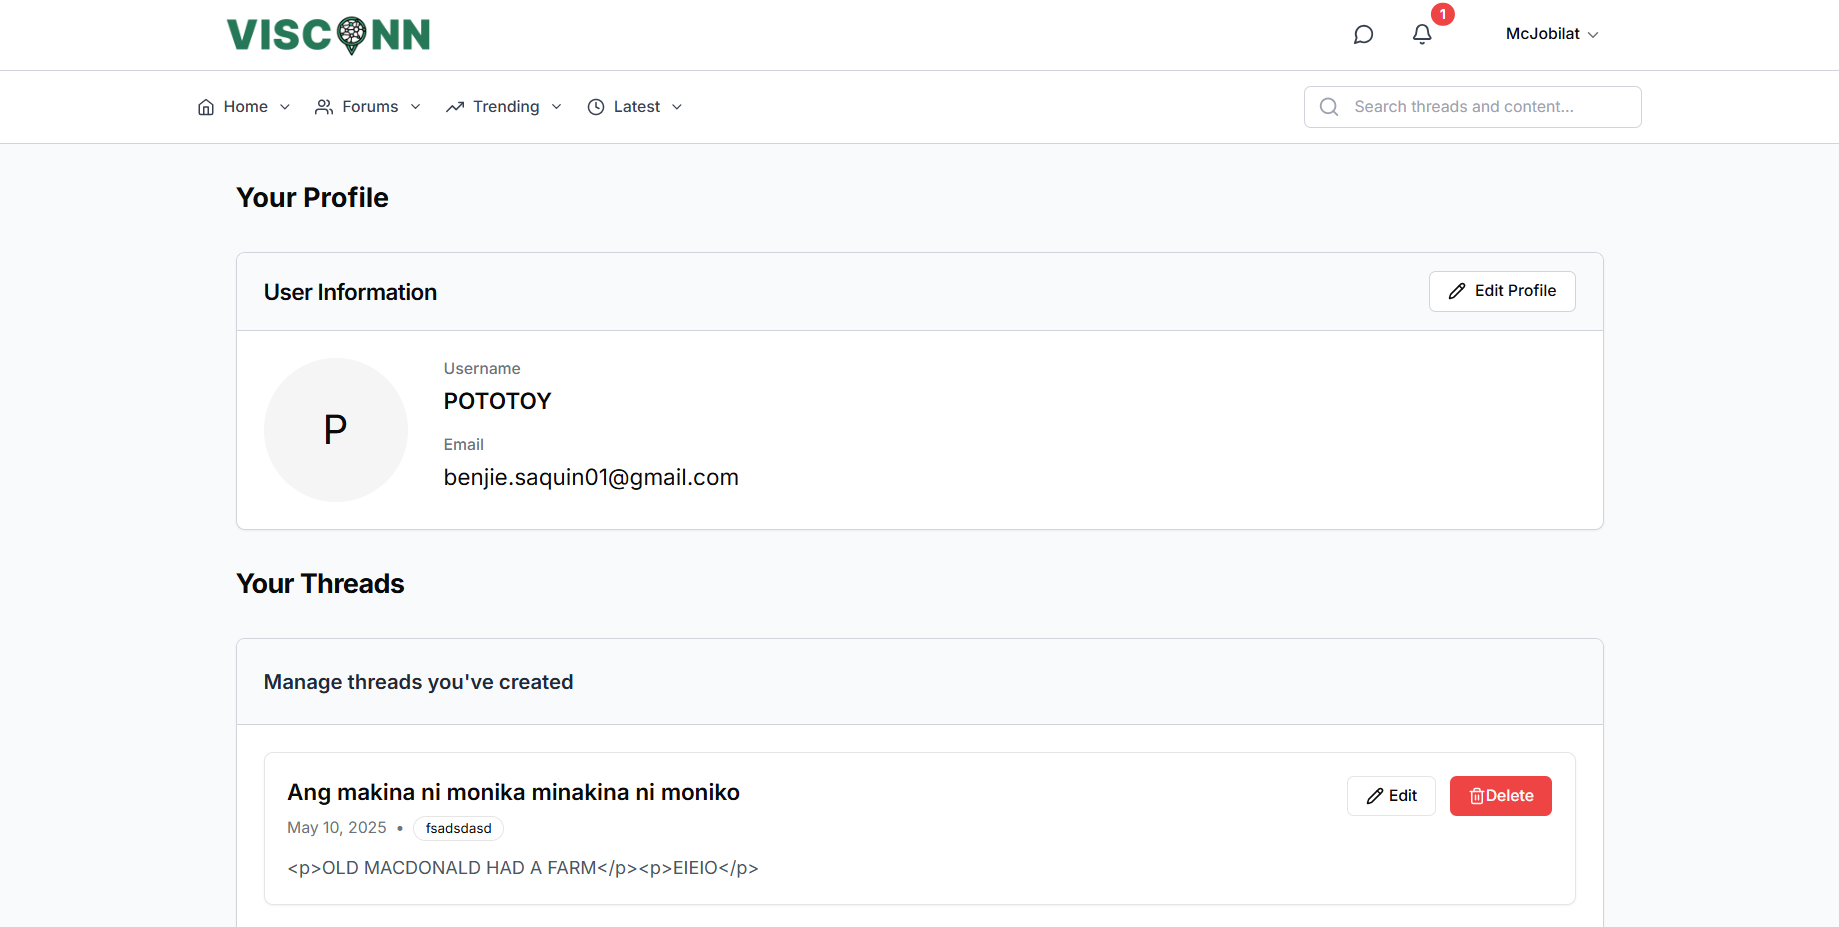 VISCONN
1
McJobilat
Home
Forums
Trending
Latest
Search threads and content...
Your Profile
User Information
Edit Profile
P
Username
POTOTOY
Email
benjie.saquin01@gmail.com
Your Threads
Manage threads you've created
Ang makina ni monika minakina ni moniko
Edit
Delete
May 10, 2025 • fsadsdasd
<p>OLD MACDONALD HAD A FARM</p><p>EIEIO</p>